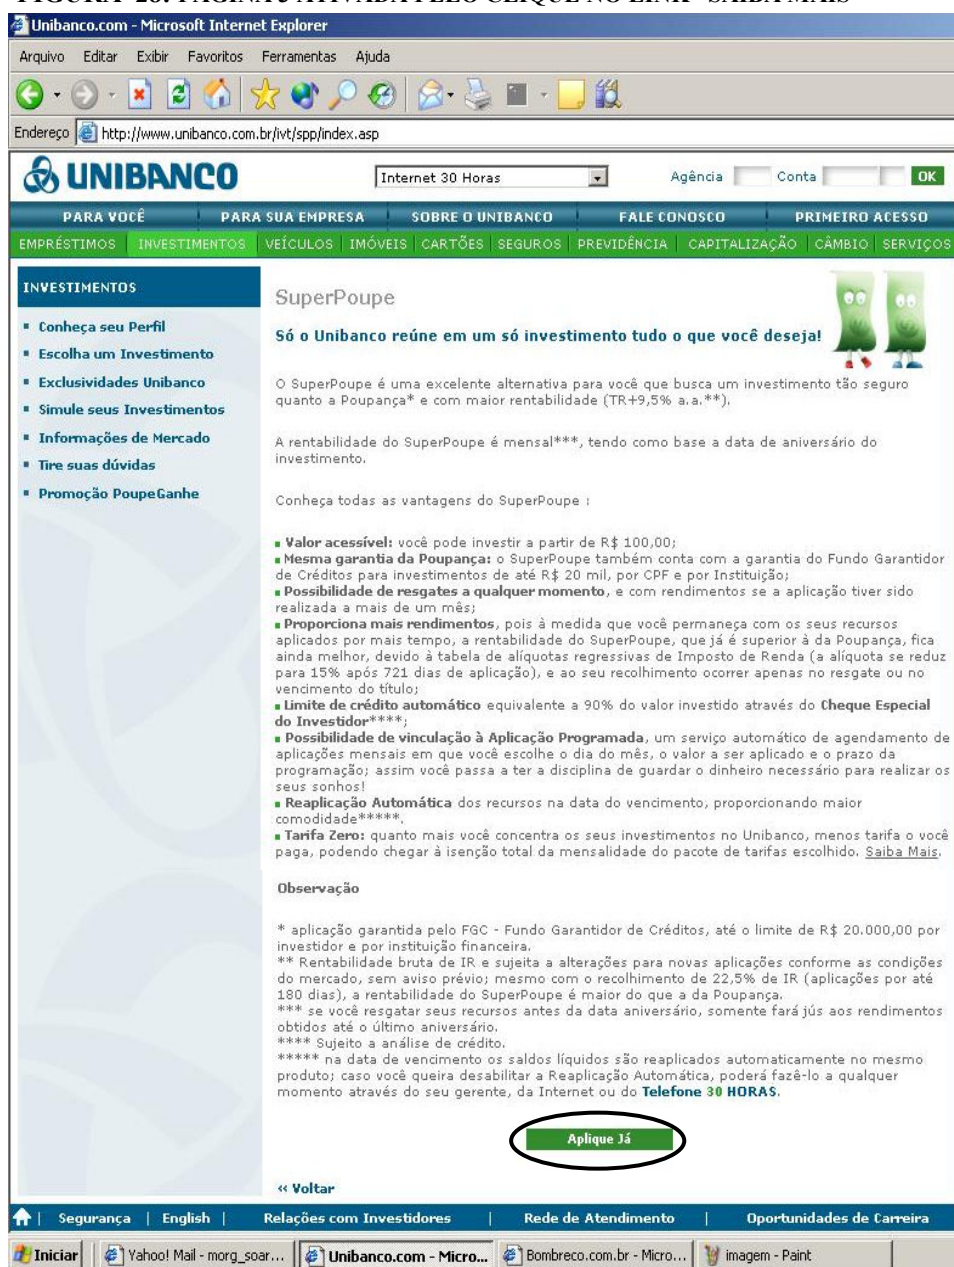 Unibanco.com - Microsoft Internet Explorer
Arquivo Editar Exibir Favoritos Ferramentas Ajuda
Endereço http://www.unibanco.com.br/ivt/spp/index.asp
UNIBANCO Internet 30 Horas Agência Conta OK
PARA VOCÊ PARA SUA EMPRESA SOBRE O UNIBANCO FALE CONOSCO PRIMEIRO ACESSO
EMPRÉSTIMOS INVESTIMENTOS VEÍCULOS IMÓVEIS CARTÕES SEGUROS PREVIDÊNCIA CAPITALIZAÇÃO CÂMBIO SERVIÇOS
INVESTIMENTOS
Conheça seu Perfil
Escolha um Investimento
Exclusividades Unibanco
Simule seus Investimentos
Informações de Mercado
Tire suas dúvidas
Promoção PoupeGanhe
SuperPoupe
Só o Unibanco reúne em um só investimento tudo o que você deseja!
O SuperPoupe é uma excelente alternativa para você que busca um investimento tão seguro
quanto a Poupança* e com maior rentabilidade (TR+9,5% a.a.**).
A rentabilidade do SuperPoupe é mensal***, tendo como base a data de aniversário do
investimento.
Conheça todas as vantagens do SuperPoupe :
Valor acessível: você pode investir a partir de R$ 100,00;
Mesma garantia da Poupança: o SuperPoupe também conta com a garantia do Fundo Garantidor
de Créditos para investimentos de até R$ 20 mil, por CPF e por Instituição;
Possibilidade de resgates a qualquer momento, e com rendimentos se a aplicação tiver sido
realizada a mais de um mês;
Proporciona mais rendimentos, pois à medida que você permaneça com os seus recursos
aplicados por mais tempo, a rentabilidade do SuperPoupe, que já é superior à da Poupança, fica
ainda melhor, devido à tabela de alíquotas regressivas de Imposto de Renda (a alíquota se reduz
para 15% após 721 dias de aplicação), e ao seu recolhimento ocorrer apenas no resgate ou no
vencimento do título;
Limite de crédito automático equivalente a 90% do valor investido através do Cheque Especial
do Investidor****;
Possibilidade de vinculação à Aplicação Programada, um serviço automático de agendamento de
aplicações mensais em que você escolhe o dia do mês, o valor a ser aplicado e o prazo da
programação; assim você passa a ter a disciplina de guardar o dinheiro necessário para realizar os
seus sonhos!
Reaplicação Automática dos recursos na data do vencimento, proporcionando maior
comodidade*****.
Tarifa Zero: quanto mais você concentra os seus investimentos no Unibanco, menos tarifa o você
paga, podendo chegar à isenção total da mensalidade do pacote de tarifas escolhido. Saiba Mais.
Observação
* aplicação garantida pelo FGC - Fundo Garantidor de Créditos, até o limite de R$ 20.000,00 por
investidor e por instituição financeira.
** Rentabilidade bruta de IR e sujeita a alterações para novas aplicações conforme as condições
do mercado, sem aviso prévio; mesmo com o recolhimento de 22,5% de IR (aplicações por até
180 dias), a rentabilidade do SuperPoupe é maior do que a da Poupança.
*** se você resgatar seus recursos antes da data aniversário, somente fará jús aos rendimentos
obtidos até o último aniversário.
**** Sujeito a análise de crédito.
***** na data de vencimento os saldos líquidos são reaplicados automaticamente no mesmo
produto; caso você queira desabilitar a Reaplicação Automática, poderá fazê-lo a qualquer
momento através do seu gerente, da Internet ou do Telefone 30 HORAS.
Aplique Já
‹‹ Voltar
| Segurança | English | Relações com Investidores | Rede de Atendimento | Oportunidades de Carreira
Iniciar Yahoo! Mail - morg_soar... Unibanco.com - Micro... Bombreco.com.br - Micro... imagem - Paint